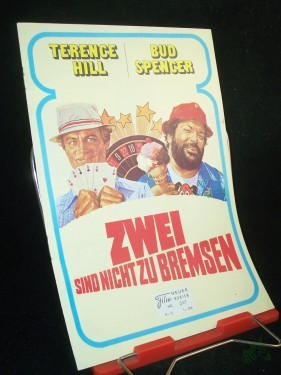 TERENCE HILL
BUD SPENCER
ZWEI
SIND NICHT ZU BREMSEN
Film